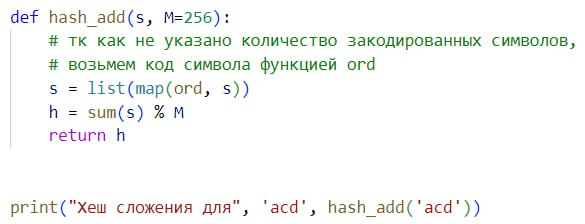 def hash_add(s, M=256):
    # тк как не указано количество закодированных символов,
    # возьмем код символа функцией ord
    s = list(map(ord, s))
    h = sum(s) % M
    return h
print("Хеш сложения для", 'acd', hash_add('acd'))